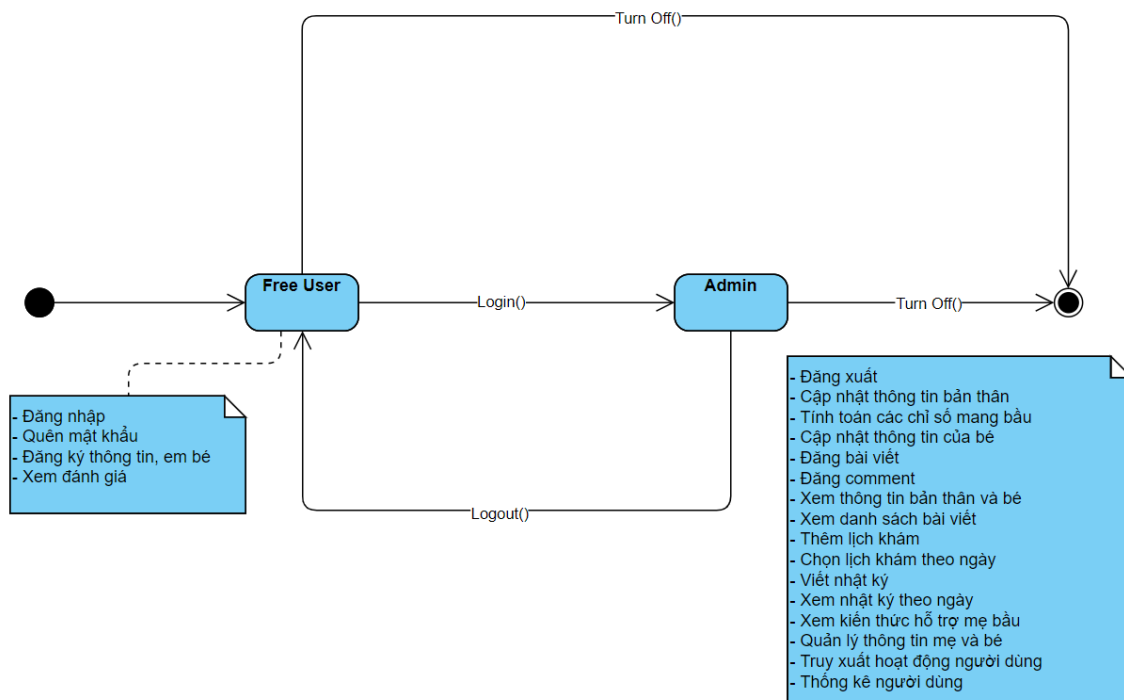 Turn Off()
Free User
Login()
Admin
Turn Off()
- Đăng nhập
- Quên mật khẩu
- Đăng ký thông tin, em bé
- Xem đánh giá
Logout()
- Đăng xuất
- Cập nhật thông tin bản thân
- Tính toán các chỉ số mang bầu
- Cập nhật thông tin của bé
- Đăng bài viết
- Đăng comment
- Xem thông tin bản thân và bé
- Xem danh sách bài viết
- Thêm lịch khám
- Chọn lịch khám theo ngày
- Viết nhật ký
- Xem nhật ký theo ngày
- Xem kiến thức hỗ trợ mẹ bầu
- Quản lý thông tin mẹ và bé
- Truy xuất hoạt động người dùng
- Thống kê người dùng